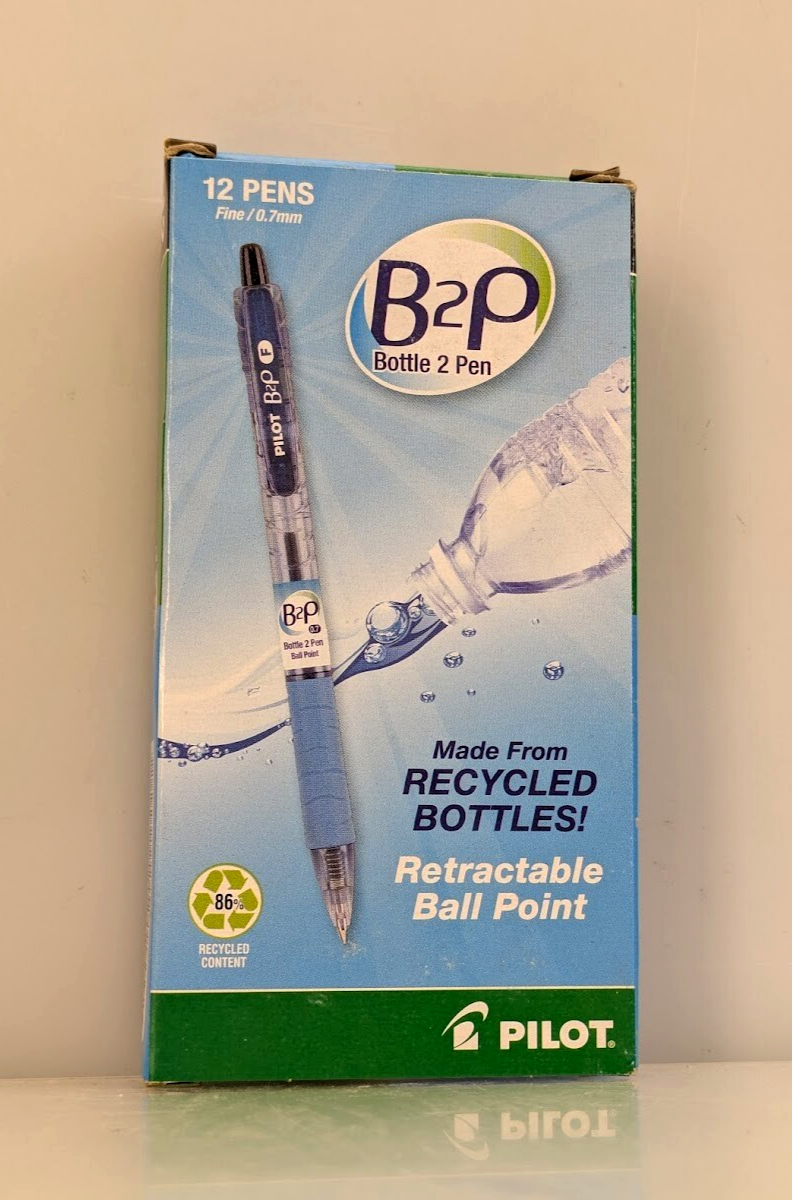 12 PENS
Fine / 0.7mm
B2P
Bottle 2 Pen
PILOT B2P F
B2P
0.7
Bottle 2 Pen
Ball Point
Made From
RECYCLED
BOTTLES!
Retractable
Ball Point
86%
RECYCLED
CONTENT
PILOT®